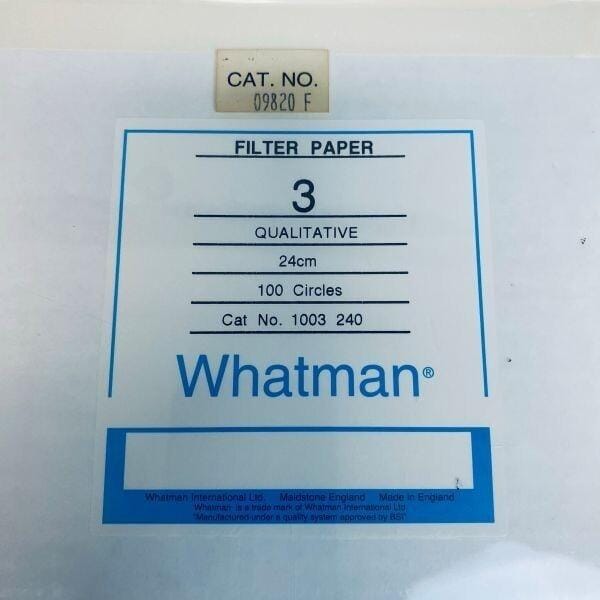 CAT. NO.
09820 F
FILTER PAPER
3
QUALITATIVE
24cm
100 Circles
Cat No. 1003 240
Whatman®
Whatman International Ltd. Maidstone England Made in England
Whatman is a trade mark of Whatman International Ltd
"Manufactured under a quality system approved by BSI"